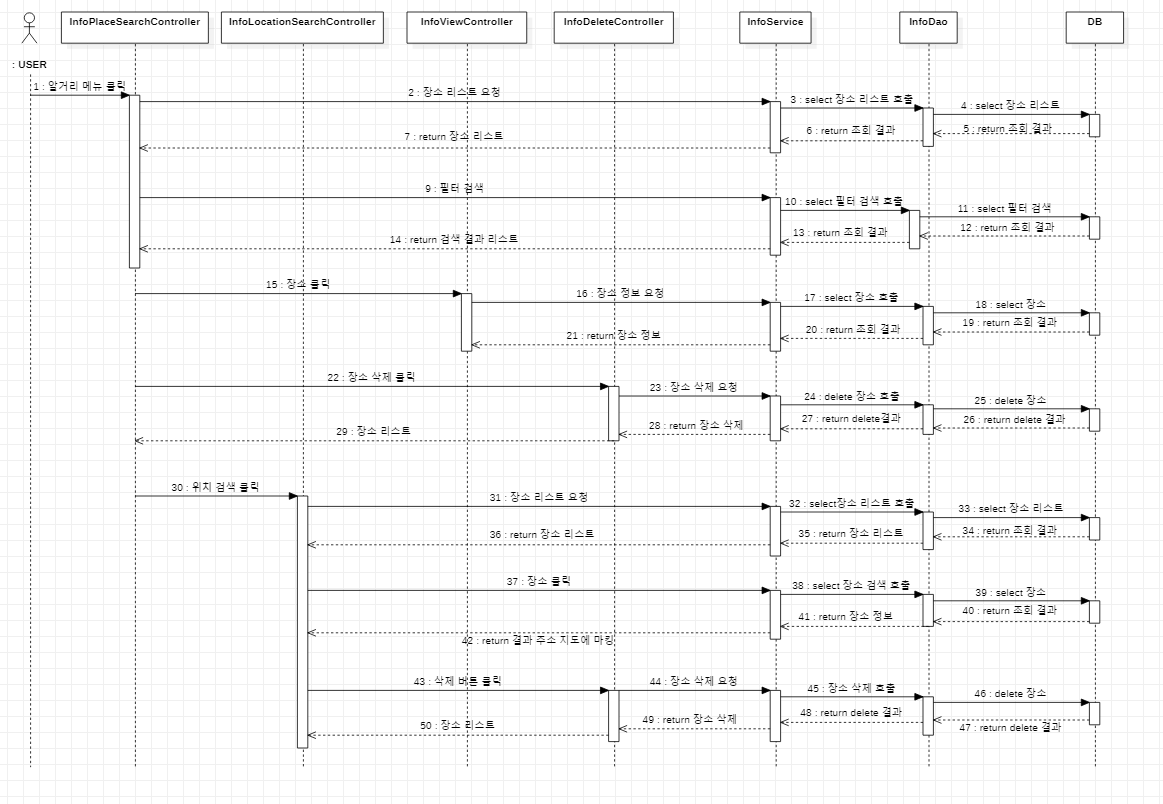 InfoPlaceSearchController InfoLocationSearchController InfoViewController InfoDeleteController InfoService InfoDao DB
: USER
1 : 알거리 메뉴 클릭
2 : 장소 리스트 요청
3 : select 장소 리스트 호출
4 : select 장소 리스트
5 : return 조회 결과
6 : return 조회 결과
7 : return 장소 리스트
9 : 필터 검색
10 : select 필터 검색 호출
11 : select 필터 검색
12 : return 조회 결과
13 : return 조회 결과
14 : return 검색 결과 리스트
15 : 장소 클릭
16 : 장소 정보 요청
17 : select 장소 호출
18 : select 장소
19 : return 조회 결과
20 : return 조회 결과
21 : return 장소 정보
22 : 장소 삭제 클릭
23 : 장소 삭제 요청
24 : delete 장소 호출
25 : delete 장소
26 : return delete 결과
27 : return delete결과
28 : return 장소 삭제
29 : 장소 리스트
30 : 위치 검색 클릭
31 : 장소 리스트 요청
32 : select장소 리스트 호출
33 : select 장소 리스트
34 : return 조회 결과
35 : return 장소 리스트
36 : return 장소 리스트
37 : 장소 클릭
38 : select 장소 검색 호출
39 : select 장소
40 : return 조회 결과
41 : return 장소 정보
42 : return 결과 주소 지도에 마킹
43 : 삭제 버튼 클릭
44 : 장소 삭제 요청
45 : 장소 삭제 호출
46 : delete 장소
47 : return delete 결과
48 : return delete 결과
49 : return 장소 삭제
50 : 장소 리스트